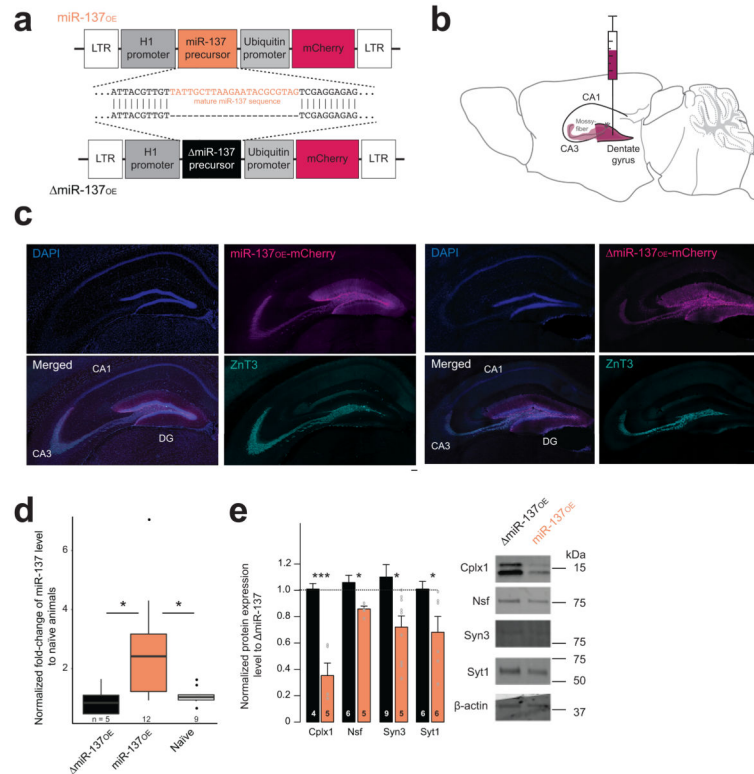 a
miR-137OE
LTR
H1 promoter
miR-137 precursor
Ubiquitin promoter
mCherry
LTR
...ATTACGTTGTTATTGCTTAAGAATACGCGTAGTCGAGGAGAG...
mature miR-137 sequence
...ATTACGTTGT----------------------TCGAGGAGAG...
LTR
H1 promoter
ΔmiR-137 precursor
Ubiquitin promoter
mCherry
LTR
ΔmiR-137OE
b
CA1
Mossy-
fiber
CA3
Dentate
gyrus
c
DAPI
miR-137OE-mCherry
DAPI
ΔmiR-137OE-mCherry
Merged
CA1
ZnT3
Merged
CA1
ZnT3
CA3
DG
CA3
DG
d
Normalized fold-change of miR-137 level
to naïve animals
6
4
2
*
*
n = 5
12
9
ΔmiR-137OE
miR-137OE
Naïve
e
Normalized protein expression
level to ΔmiR-137
1.2
1.0
0.8
0.6
0.4
0.2
0
***
*
*
*
4
5
6
5
9
5
6
6
Cplx1
Nsf
Syn3
Syt1
ΔmiR-137OE
miR-137OE
kDa
Cplx1
15
Nsf
75
Syn3
75
75
Syt1
50
β-actin
37